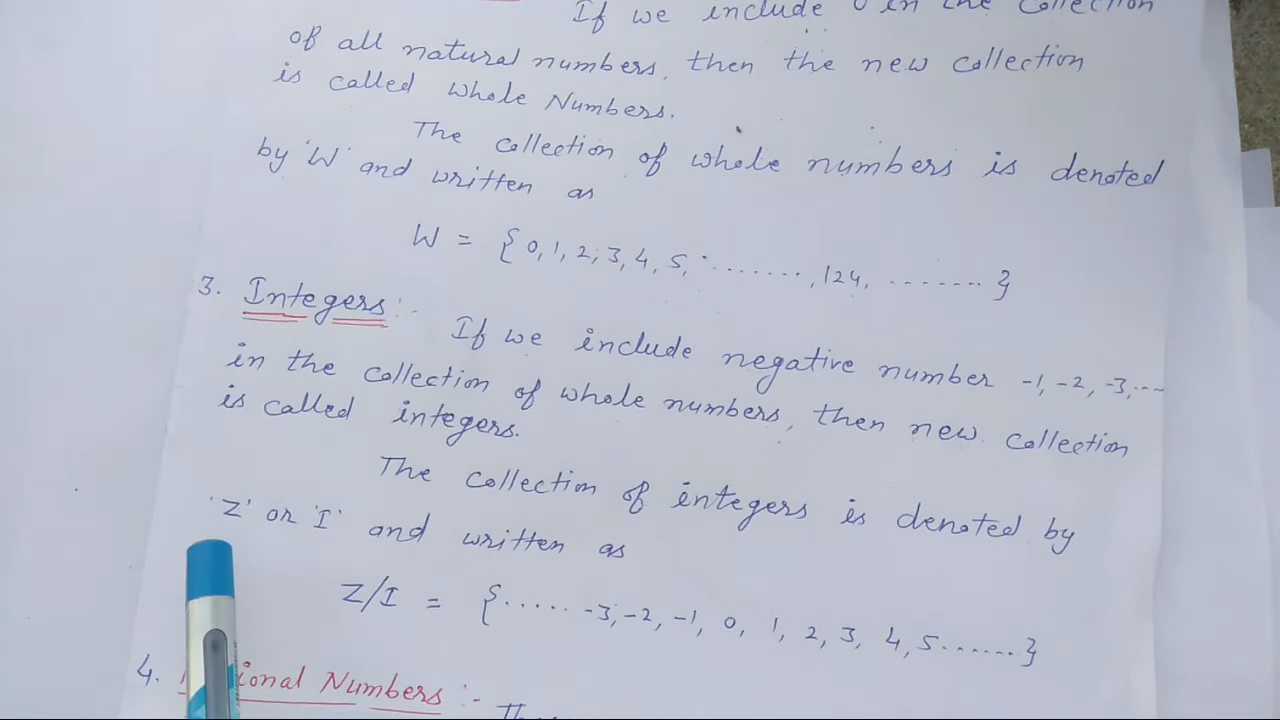 If we include 0 in the collection
of all natural numbers, then the new collection
is called whole Numbers.
The collection of whole numbers is denoted
by 'W' and written as
W = {0, 1, 2, 3, 4, 5, ........., 124, ....... }
3. Integers :- If we include negative number -1, -2, -3, ...
in the collection of whole numbers, then new collection
is called integers.
The collection of integers is denoted by
'Z' or 'I' and written as
Z/I = {...... -3, -2, -1, 0, 1, 2, 3, 4, 5 ...... }
4. ional Numbers :-